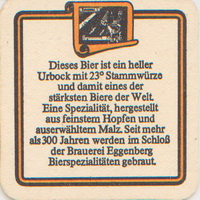 Dieses Bier ist ein heller
Urbock mit 23° Stammwürze
und damit eines der
stärksten Biere der Welt.
Eine Spezialität, hergestellt
aus feinstem Hopfen und
auserwähltem Malz. Seit mehr
als 300 Jahren werden im Schloß
der Brauerei Eggenberg
Bierspezialitäten gebraut.